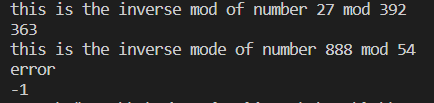 this is the inverse mod of number 27 mod 392
363
this is the inverse mode of number 888 mod 54
error
-1